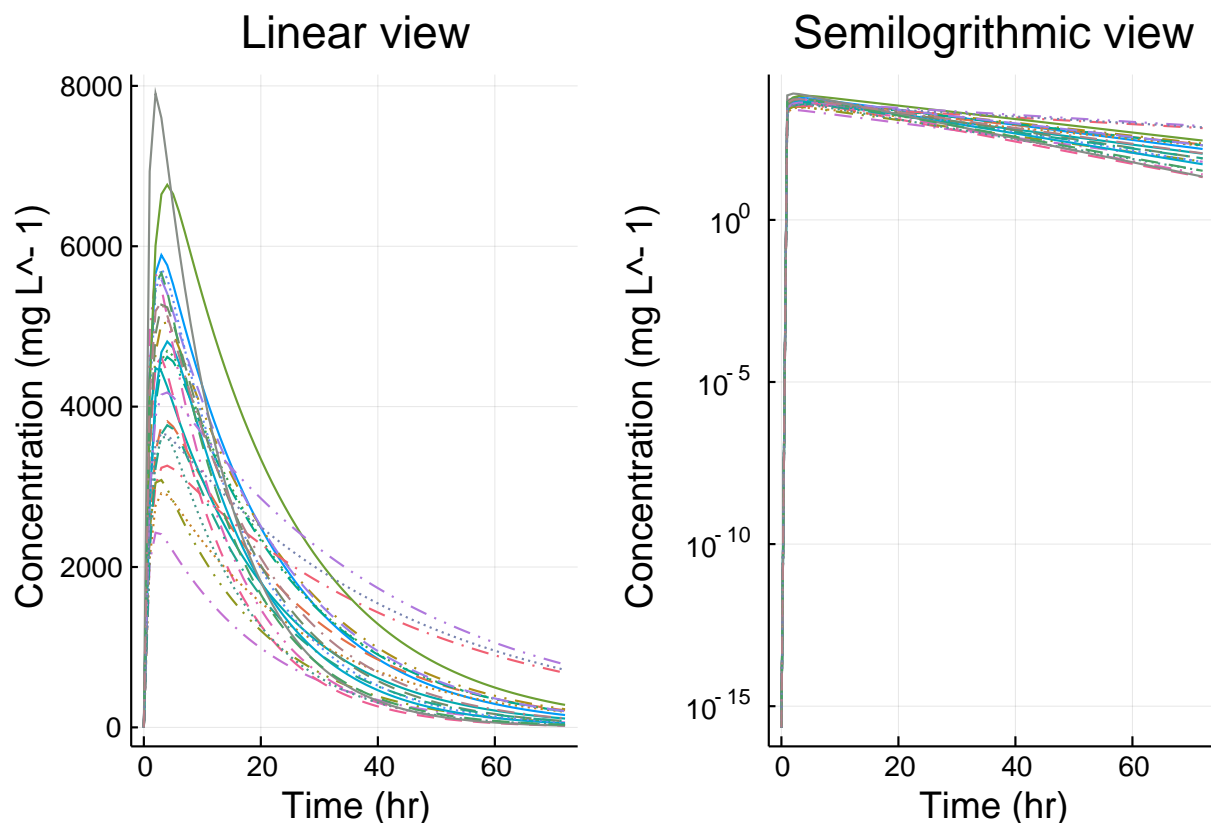 Linear view
Concentration (mg L^- 1)
8000
6000
4000
2000
0
0 20 40 60
Time (hr)
Semilogrithmic view
Concentration (mg L^- 1)
10^0
10^-5
10^-10
10^-15
0 20 40 60
Time (hr)